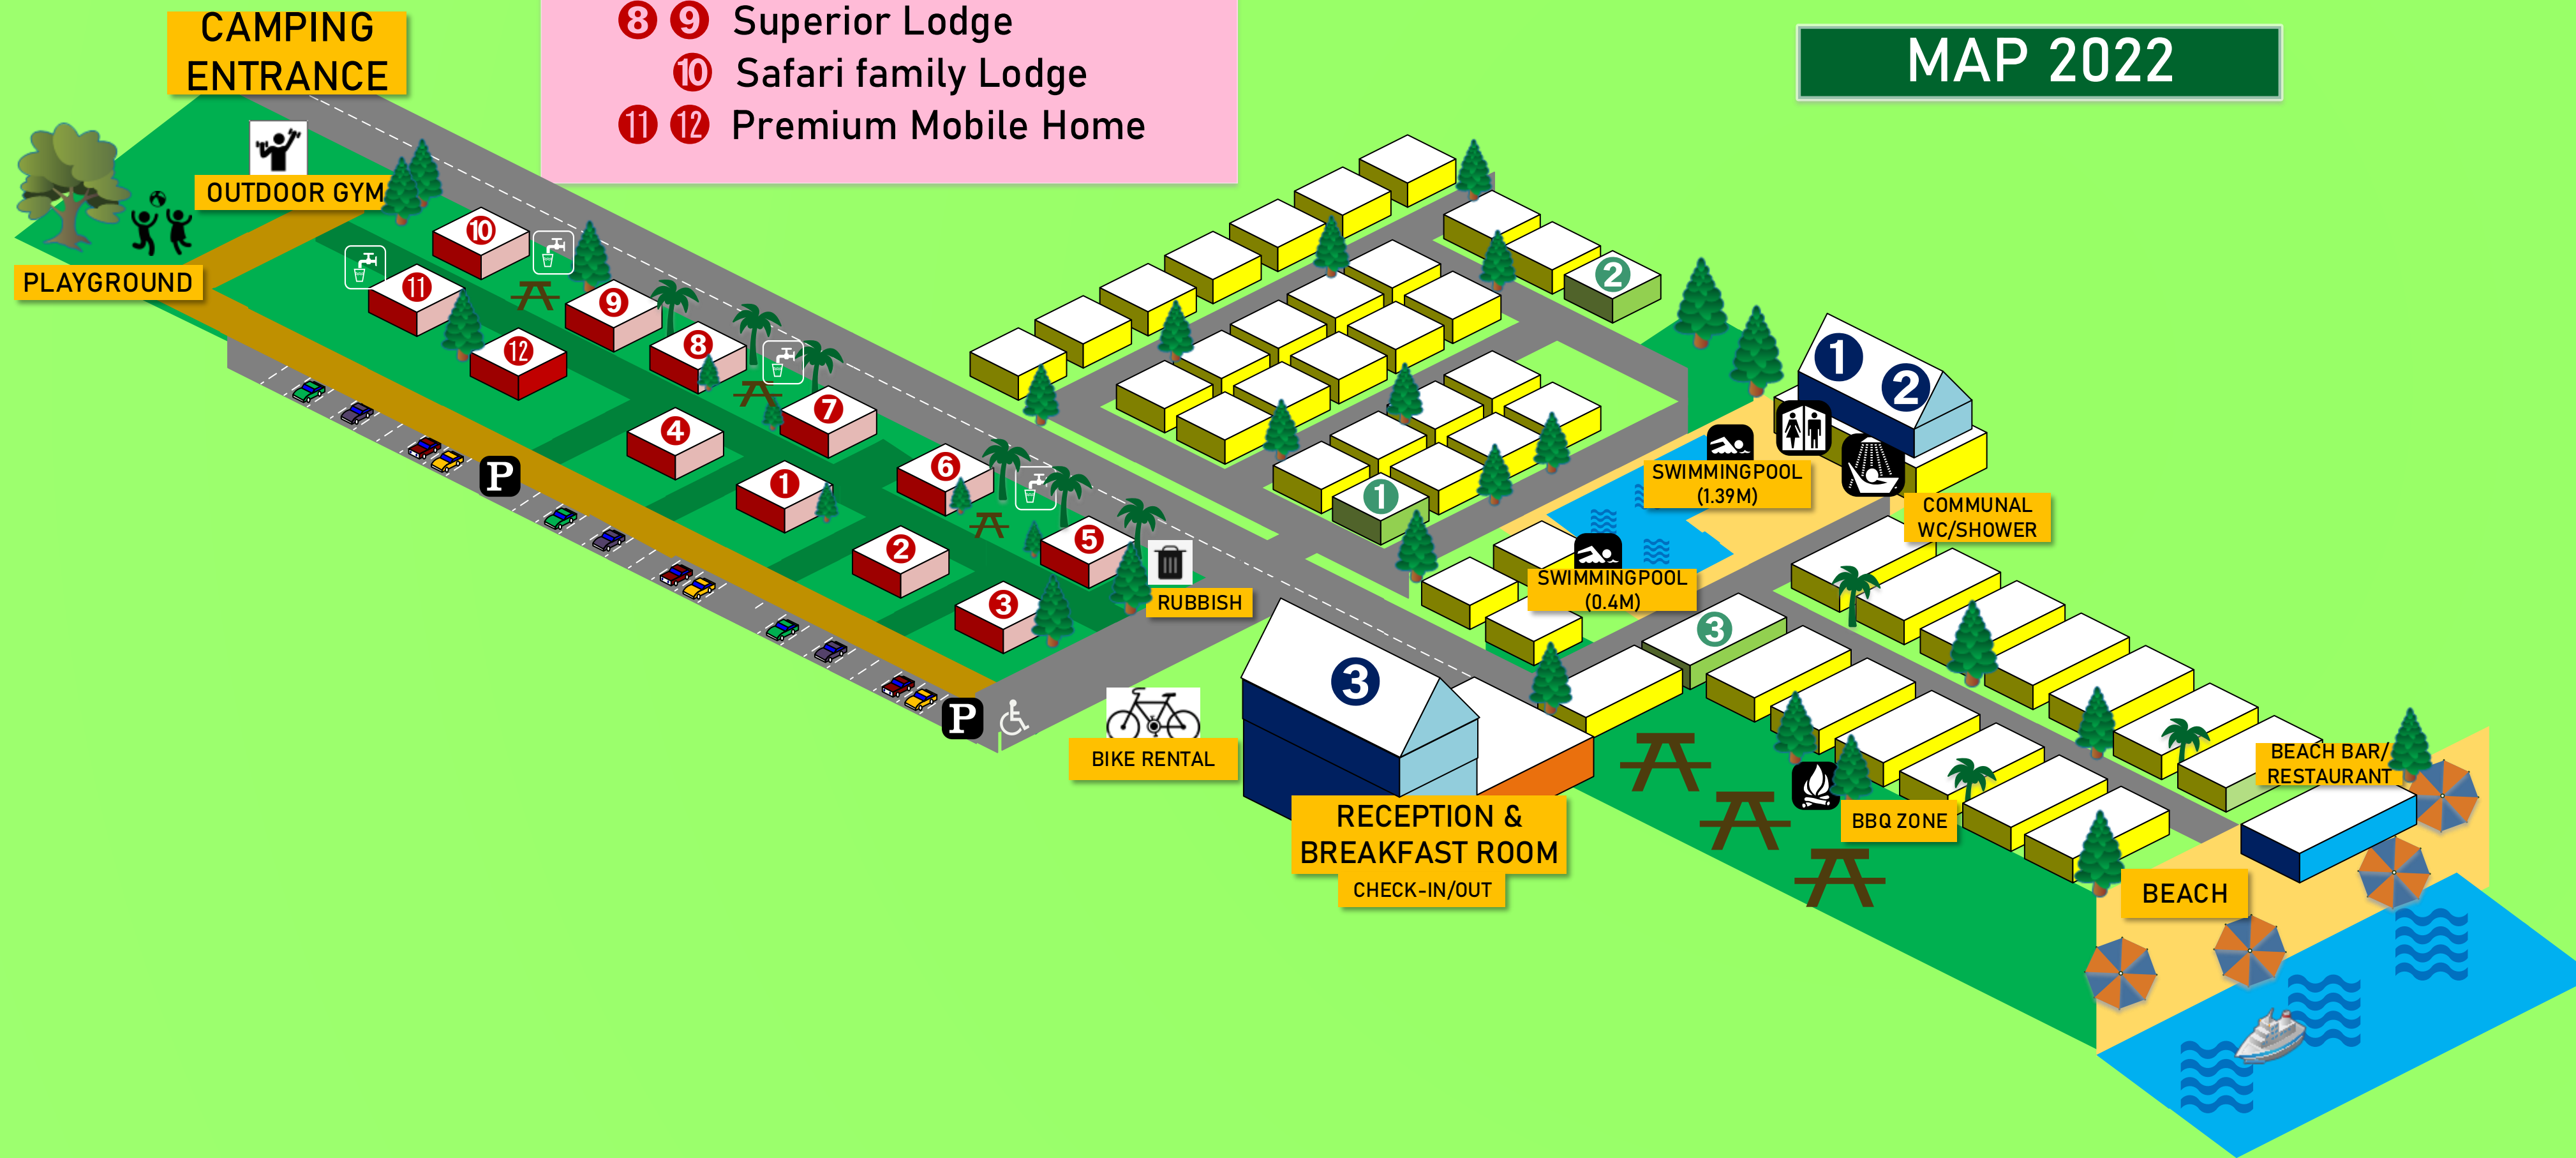 CAMPING
ENTRANCE
8 9 Superior Lodge
10 Safari family Lodge
11 12 Premium Mobile Home
MAP 2022
OUTDOOR GYM
PLAYGROUND
10
11
9
12
8
7
4
6
1
5
2
3
P
P
RUBBISH
BIKE RENTAL
2
1
1
2
SWIMMINGPOOL
(1.39M)
COMMUNAL
WC/SHOWER
SWIMMINGPOOL
(0.4M)
3
3
RECEPTION &
BREAKFAST ROOM
CHECK-IN/OUT
BBQ ZONE
BEACH BAR/
RESTAURANT
BEACH